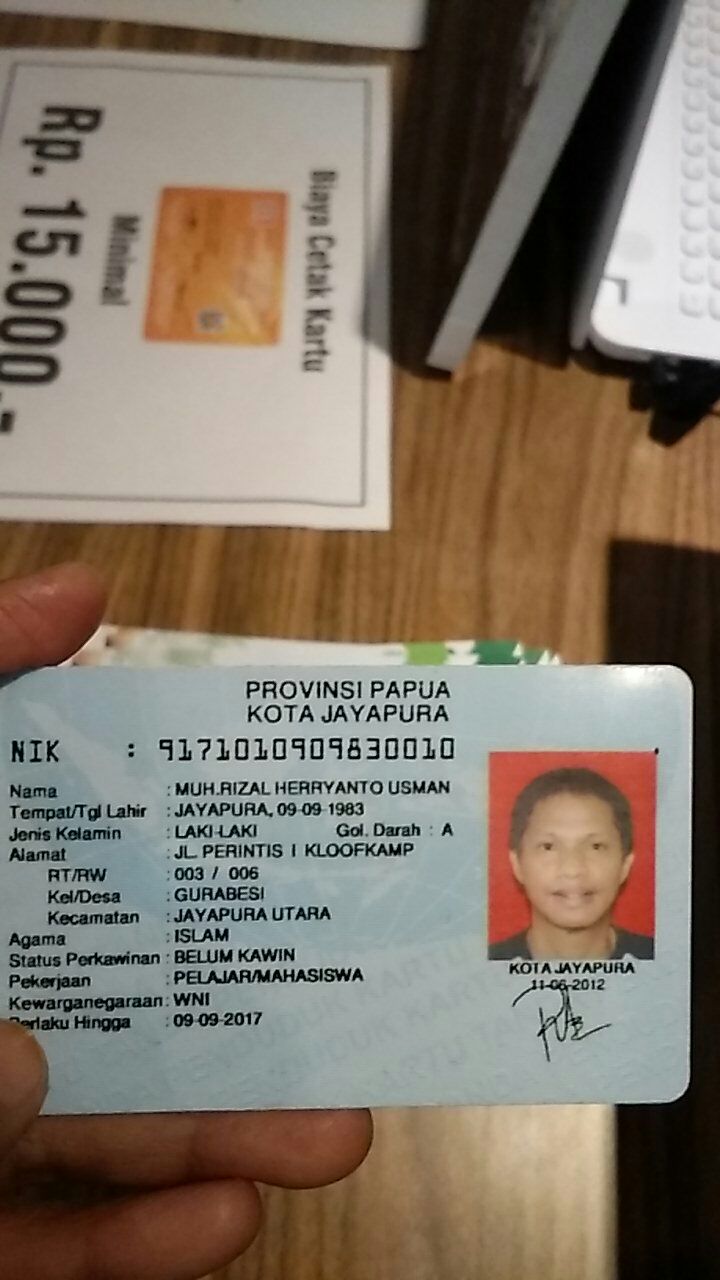 Biaya Cetak Kartu
Minimal
Rp. 15.000,-
PROVINSI PAPUA
KOTA JAYAPURA
NIK : 9171010909830010
Nama : MUH.RIZAL HERRYANTO USMAN
Tempat/Tgl Lahir : JAYAPURA, 09-09-1983
Jenis Kelamin : LAKI-LAKI Gol. Darah : A
Alamat : JL. PERINTIS I KLOOFKAMP
RT/RW : 003 / 006
Kel/Desa : GURABESI
Kecamatan : JAYAPURA UTARA
Agama : ISLAM
Status Perkawinan : BELUM KAWIN
Pekerjaan : PELAJAR/MAHASISWA
Kewarganegaraan: WNI
Berlaku Hingga : 09-09-2017
KOTA JAYAPURA
11-06-2012